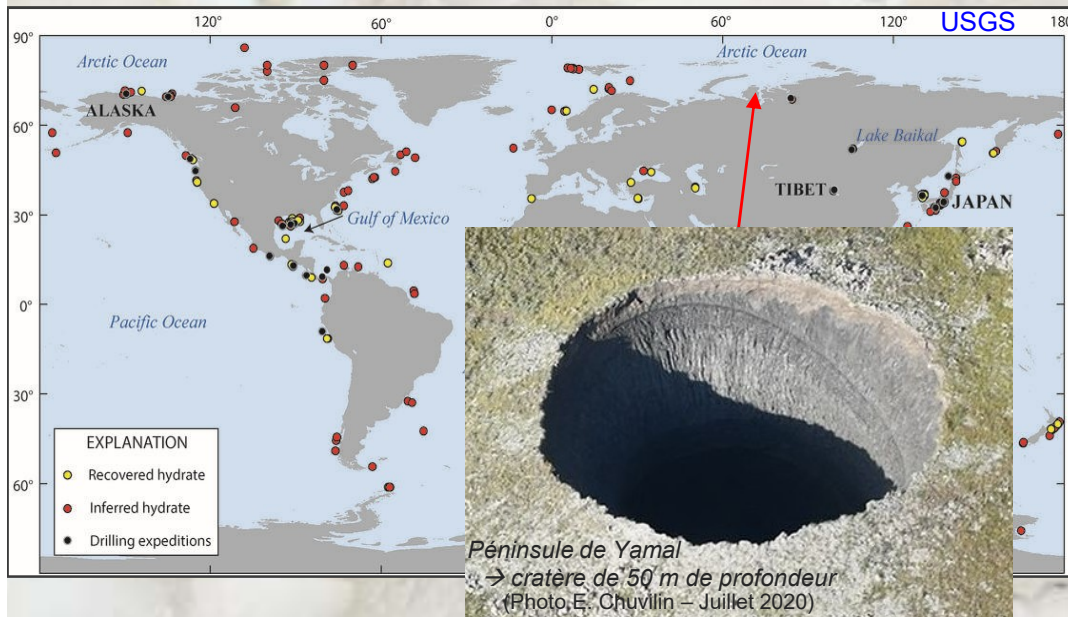 120° 60° 0° 60° 120° 180°
USGS
90°
Arctic Ocean
Arctic Ocean
ALASKA
60°
Lake Baikal
TIBET
JAPAN
30°
Gulf of Mexico
0°
Pacific Ocean
30°
60°
EXPLANATION
Recovered hydrate
Inferred hydrate
Drilling expeditions
Péninsule de Yamal
→ cratère de 50 m de profondeur
(Photo E. Chuvilin – Juillet 2020)